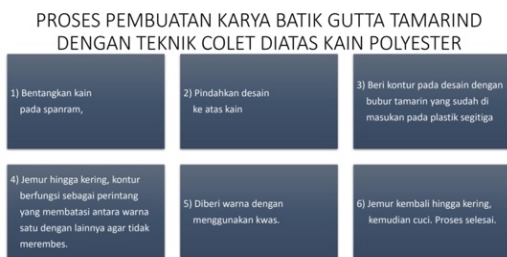 PROSES PEMBUATAN KARYA BATIK GUTTA TAMARIND
DENGAN TEKNIK COLET DIATAS KAIN POLYESTER
1) Bentangkan kain
pada spanram,
2) Pindahkan desain
ke atas kain
3) Beri kontur pada desain dengan
bubur tamarin yang sudah di
masukan pada plastik segitiga
4) Jemur hingga kering, kontur
berfungsi sebagai perintang
yang membatasi antara warna
satu dengan lainnya agar tidak
merembes.
5) Diberi warna dengan
menggunakan kwas.
6) Jemur kembali hingga kering,
kemudian cuci. Proses selesai.